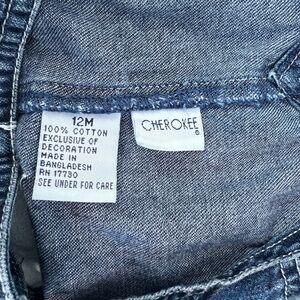 12M
100% COTTON
EXCLUSIVE OF
DECORATION
MADE IN
BANGLADESH
RN 17730
SEE UNDER FOR CARE
CHEROKEE